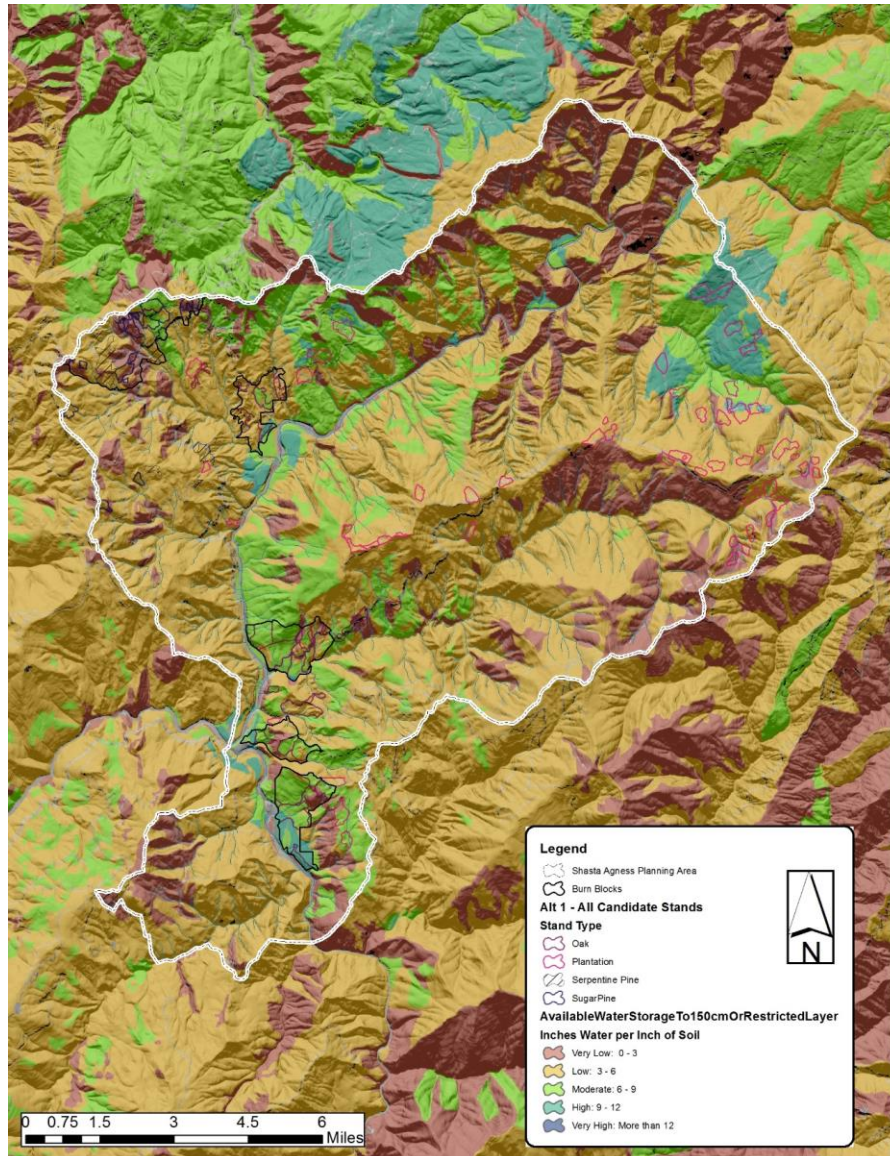 Legend
Shasta Agness Planning Area
Burn Blocks
Alt 1 - All Candidate Stands
Stand Type
Oak
Plantation
Serpentine Pine
SugarPine
AvailableWaterStorageTo150cmOrRestrictedLayer
Inches Water per Inch of Soil
Very Low: 0 - 3
Low: 3 - 6
Moderate: 6 - 9
High: 9 - 12
Very High: More than 12
N
0 0.75 1.5 3 4.5 6
Miles